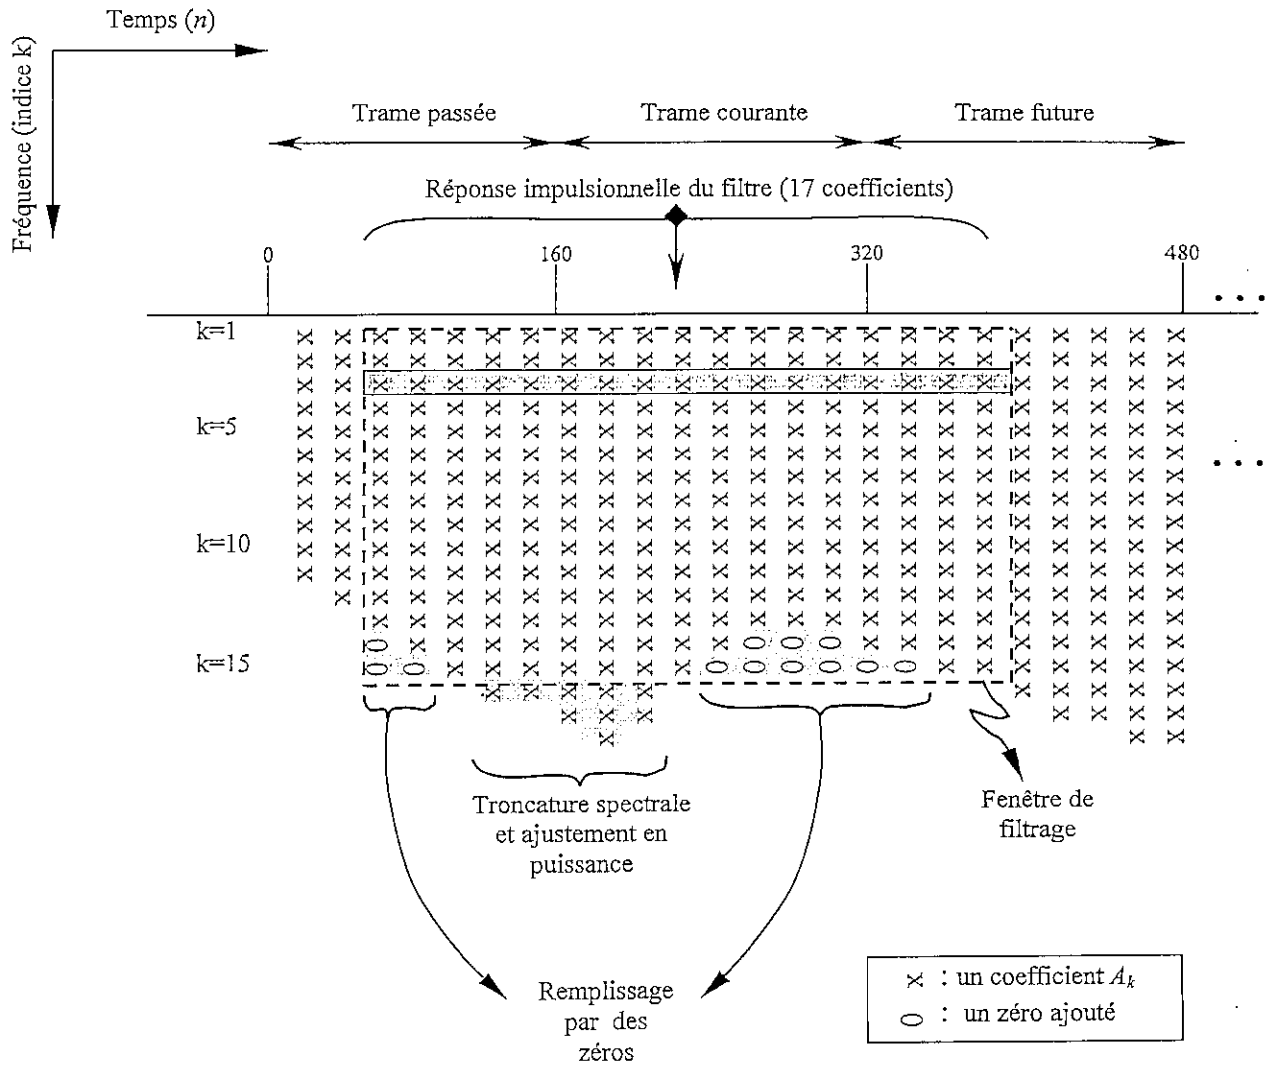 Temps (n)
Fréquence (indice k)
Trame passée
Trame courante
Trame future
Réponse impulsionnelle du filtre (17 coefficients)
0
160
320
480
k=1
k=5
k=10
k=15
Troncature spectrale
et ajustement en
puissance
Fenêtre de
filtrage
Remplissage
par des
zéros
x : un coefficient Ak
0 : un zéro ajouté